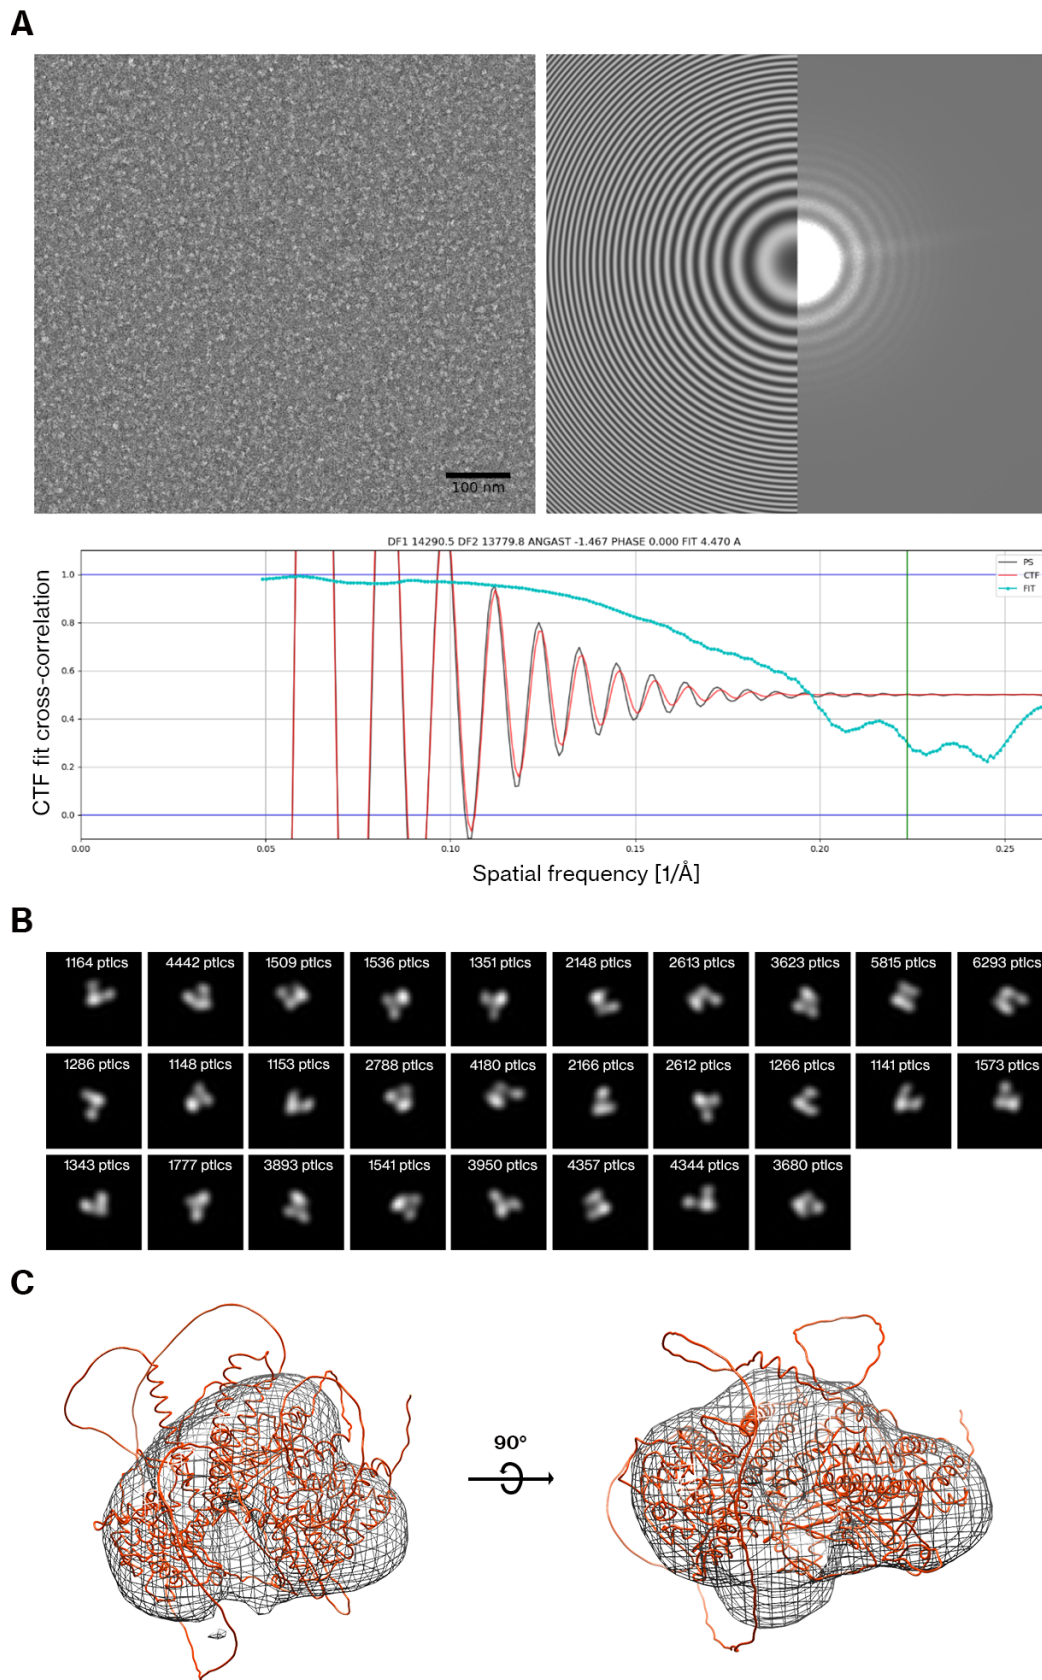 A
100 nm
DF1 14290.5 DF2 13779.8 ANGAST -1.467 PHASE 0.000 FIT 4.470 A
PS
CTF
FIT
CTF fit cross-correlation
1.0
0.8
0.6
0.4
0.2
0.0
0.00 0.05 0.10 0.15 0.20 0.25
Spatial frequency [1/Å]
B
1164 ptlcs 4442 ptlcs 1509 ptlcs 1536 ptlcs 1351 ptlcs 2148 ptlcs 2613 ptlcs 3623 ptlcs 5815 ptlcs 6293 ptlcs
1286 ptlcs 1148 ptlcs 1153 ptlcs 2788 ptlcs 4180 ptlcs 2166 ptlcs 2612 ptlcs 1266 ptlcs 1141 ptlcs 1573 ptlcs
1343 ptlcs 1777 ptlcs 3893 ptlcs 1541 ptlcs 3950 ptlcs 4357 ptlcs 4344 ptlcs 3680 ptlcs
C
90°